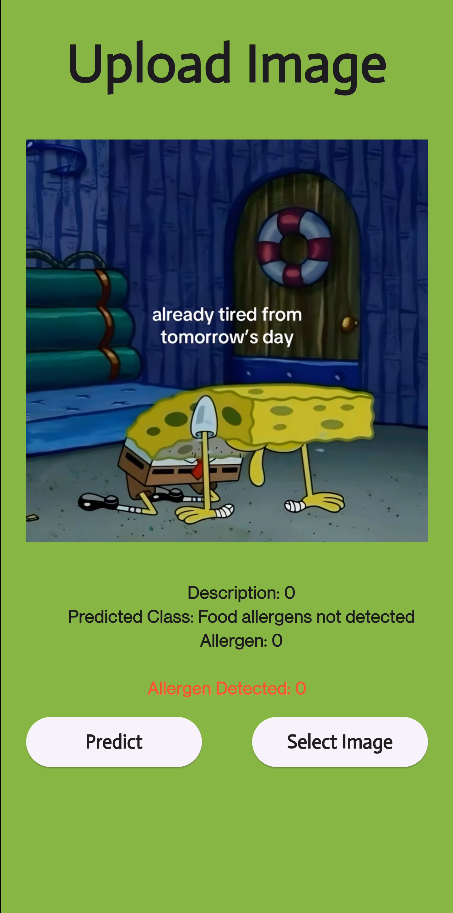 Upload Image
already tired from
tomorrow's day
Description: 0
Predicted Class: Food allergens not detected
Allergen: 0
Allergen Detected: 0
Predict
Select Image